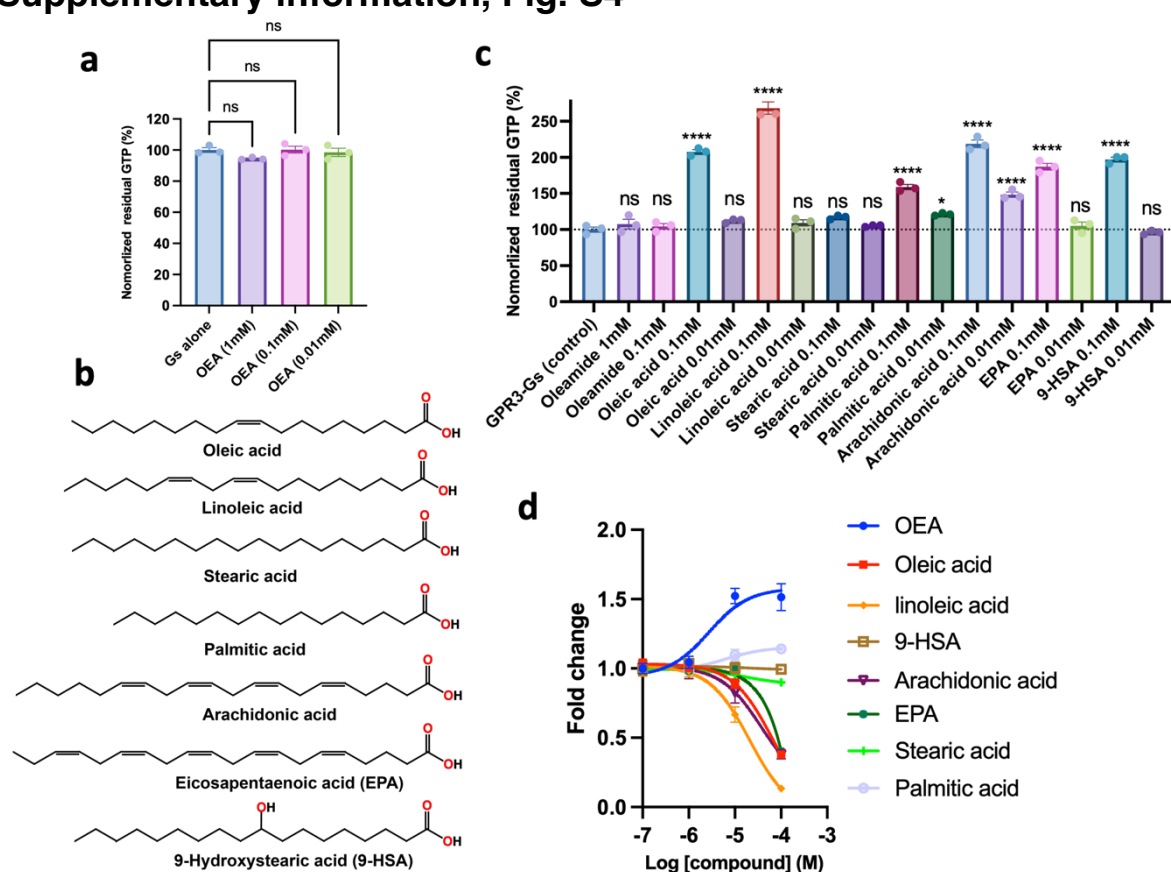 Supplementary information, Fig. S4
a
ns
ns
ns
Nomorlized residual GTP (%)
120
100
80
60
40
20
0
Gs alone
OEA (1mM)
OEA (0.1mM)
OEA (0.01mM)
b
Oleic acid
O
OH
Linoleic acid
O
OH
Stearic acid
O
OH
Palmitic acid
O
OH
Arachidonic acid
O
OH
Eicosapentaenoic acid (EPA)
O
OH
OH
9-Hydroxystearic acid (9-HSA)
O
OH
c
Nomorlized residual GTP (%)
250
200
150
100
50
0
ns
ns
****
ns
****
ns
ns
ns
****
*
****
****
****
ns
****
ns
GPR3-Gs (control)
Oleamide 1mM
Oleamide 0.1mM
Oleic acid 0.1mM
Oleic acid 0.01mM
Linoleic acid 0.1mM
Linoleic acid 0.01mM
Stearic acid 0.1mM
Stearic acid 0.01mM
Palmitic acid 0.1mM
Palmitic acid 0.01mM
Arachidonic acid 0.1mM
Arachidonic acid 0.01mM
EPA 0.1mM
EPA 0.01mM
9-HSA 0.1mM
9-HSA 0.01mM
d
Fold change
2.0
1.5
1.0
0.5
0.0
-7
-6
-5
-4
-3
Log [compound] (M)
OEA
Oleic acid
linoleic acid
9-HSA
Arachidonic acid
EPA
Stearic acid
Palmitic acid